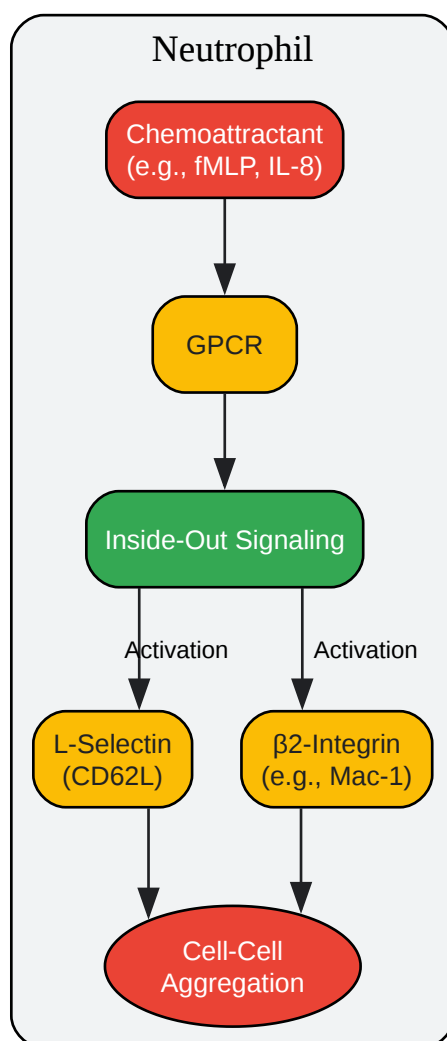 Neutrophil
Chemoattractant
(e.g., fMLP, IL-8)
GPCR
Inside-Out Signaling
Activation
Activation
L-Selectin
(CD62L)
β2-Integrin
(e.g., Mac-1)
Cell-Cell
Aggregation